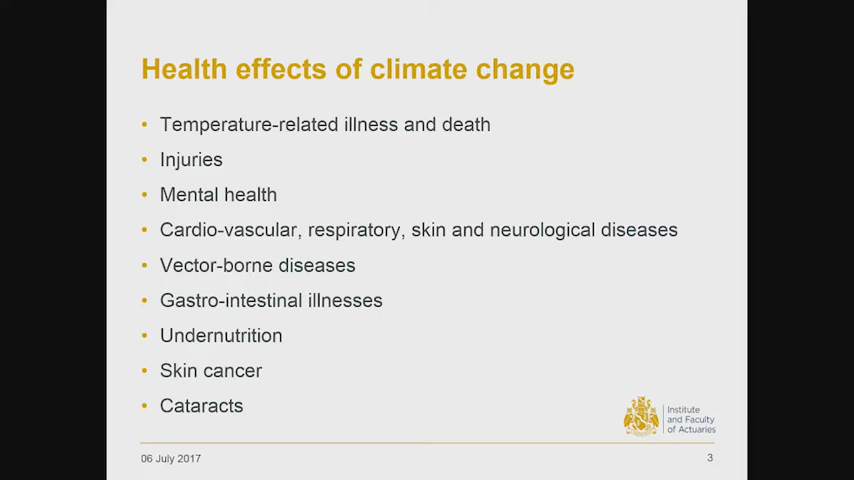 Health effects of climate change
• Temperature-related illness and death
• Injuries
• Mental health
• Cardio-vascular, respiratory, skin and neurological diseases
• Vector-borne diseases
• Gastro-intestinal illnesses
• Undernutrition
• Skin cancer
• Cataracts
Institute
and Faculty
of Actuaries
06 July 2017
3